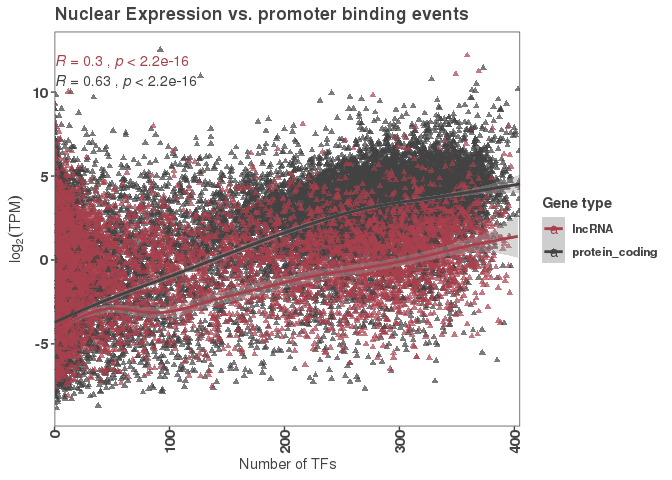 Nuclear Expression vs. promoter binding events
R = 0.3 , p < 2.2e-16
R = 0.63 , p < 2.2e-16
10
5
0
-5
log2(TPM)
0
100
200
300
400
Number of TFs
Gene type
a lncRNA
a protein_coding